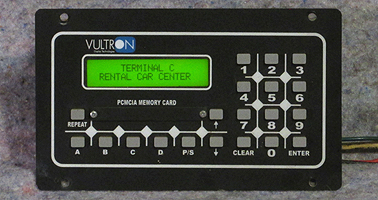 VULTRON
TERMINAL C
RENTAL CAR CENTER
PCMCIA MEMORY CARD
REPEAT ↑
A B C D P/S ↓
1 2 3
4 5 6
7 8 9
CLEAR 0 ENTER